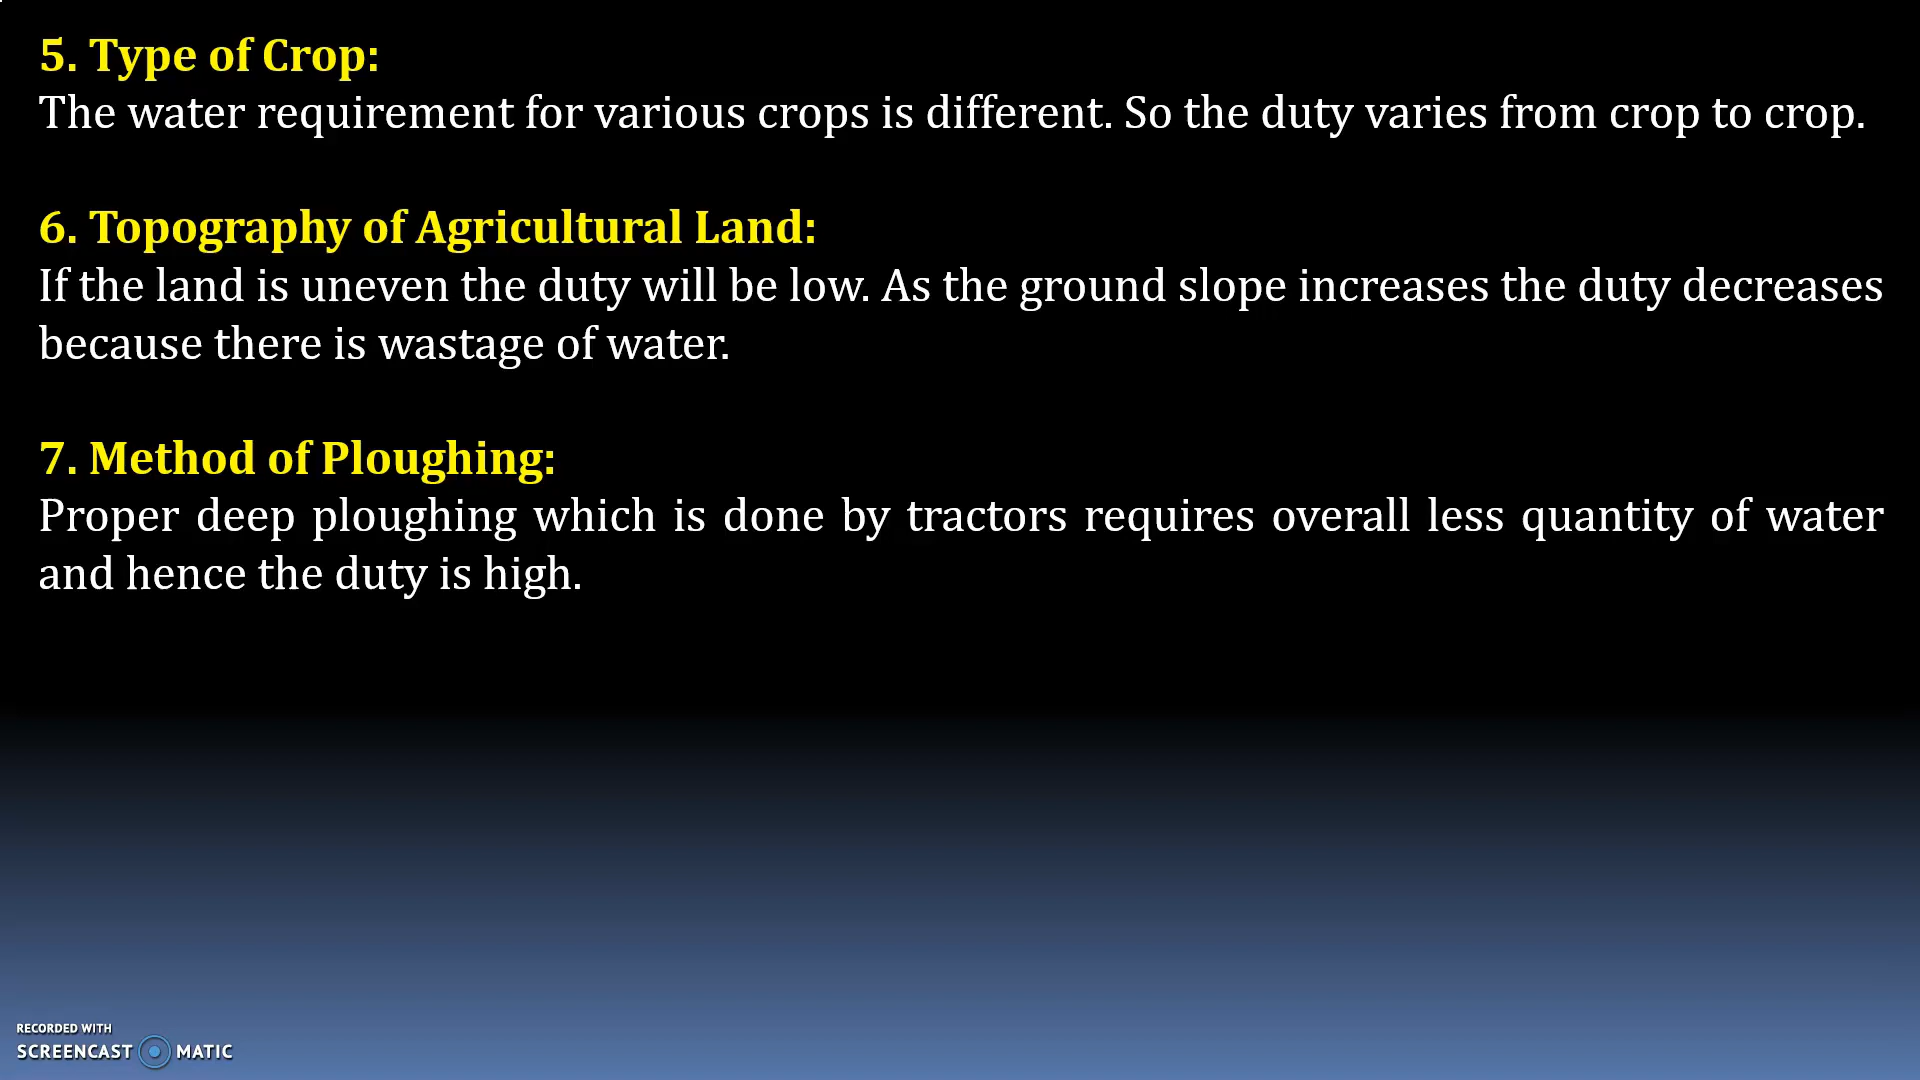 5. Type of Crop:
The water requirement for various crops is different. So the duty varies from crop to crop.
6. Topography of Agricultural Land:
If the land is uneven the duty will be low. As the ground slope increases the duty decreases
because there is wastage of water.
7. Method of Ploughing:
Proper deep ploughing which is done by tractors requires overall less quantity of water
and hence the duty is high.
RECORDED WITH
SCREENCAST MATIC